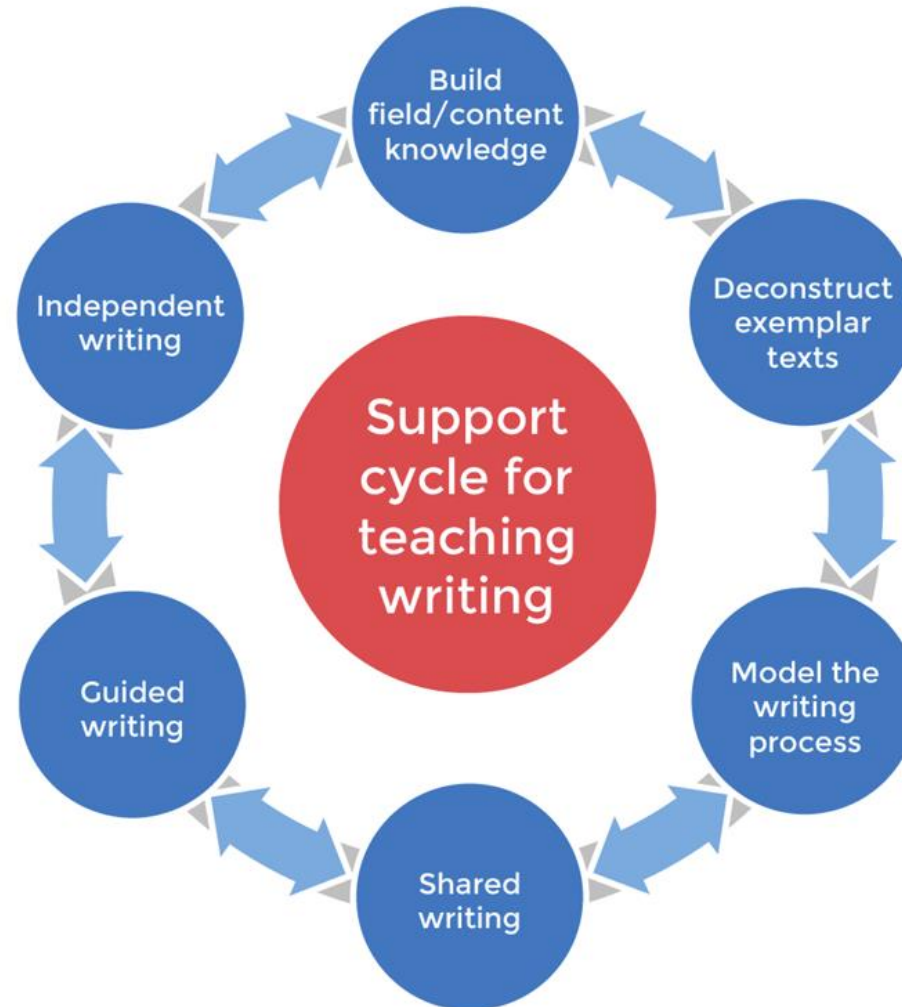 Build
field/content
knowledge
Deconstruct
exemplar
texts
Model the
writing
process
Shared
writing
Guided
writing
Independent
writing
Support
cycle for
teaching
writing